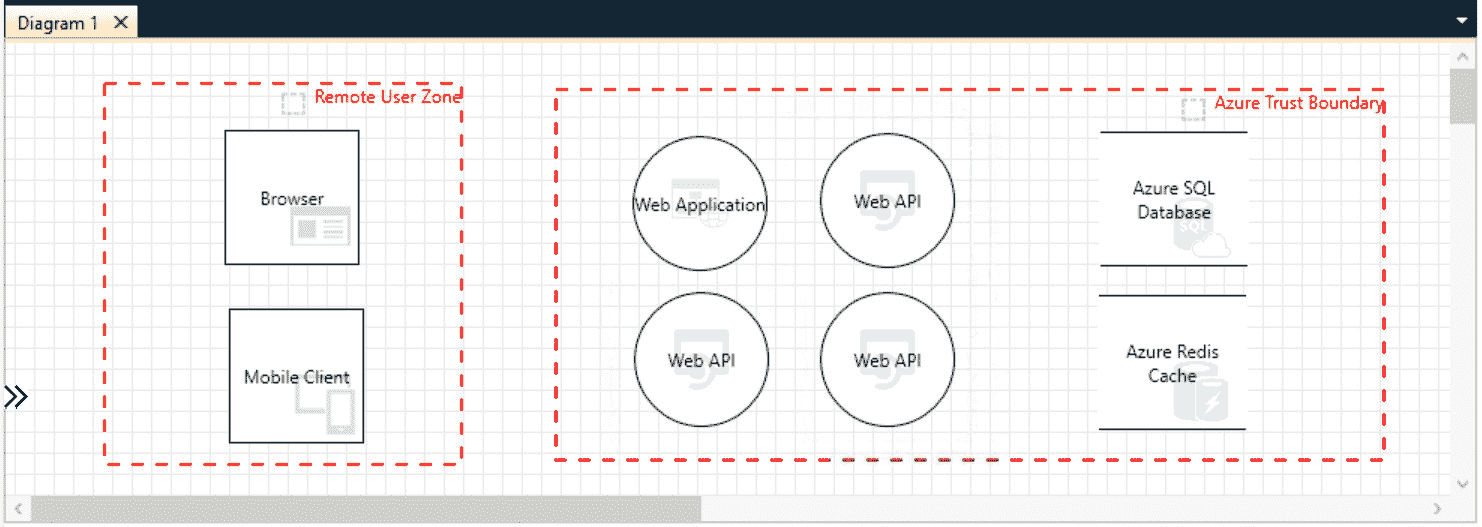 Diagram 1
Remote User Zone
Browser
Mobile Client
Azure Trust Boundary
Web Application
Web API
Web API
Web API
Azure SQL
Database
SQL
Azure Redis
Cache